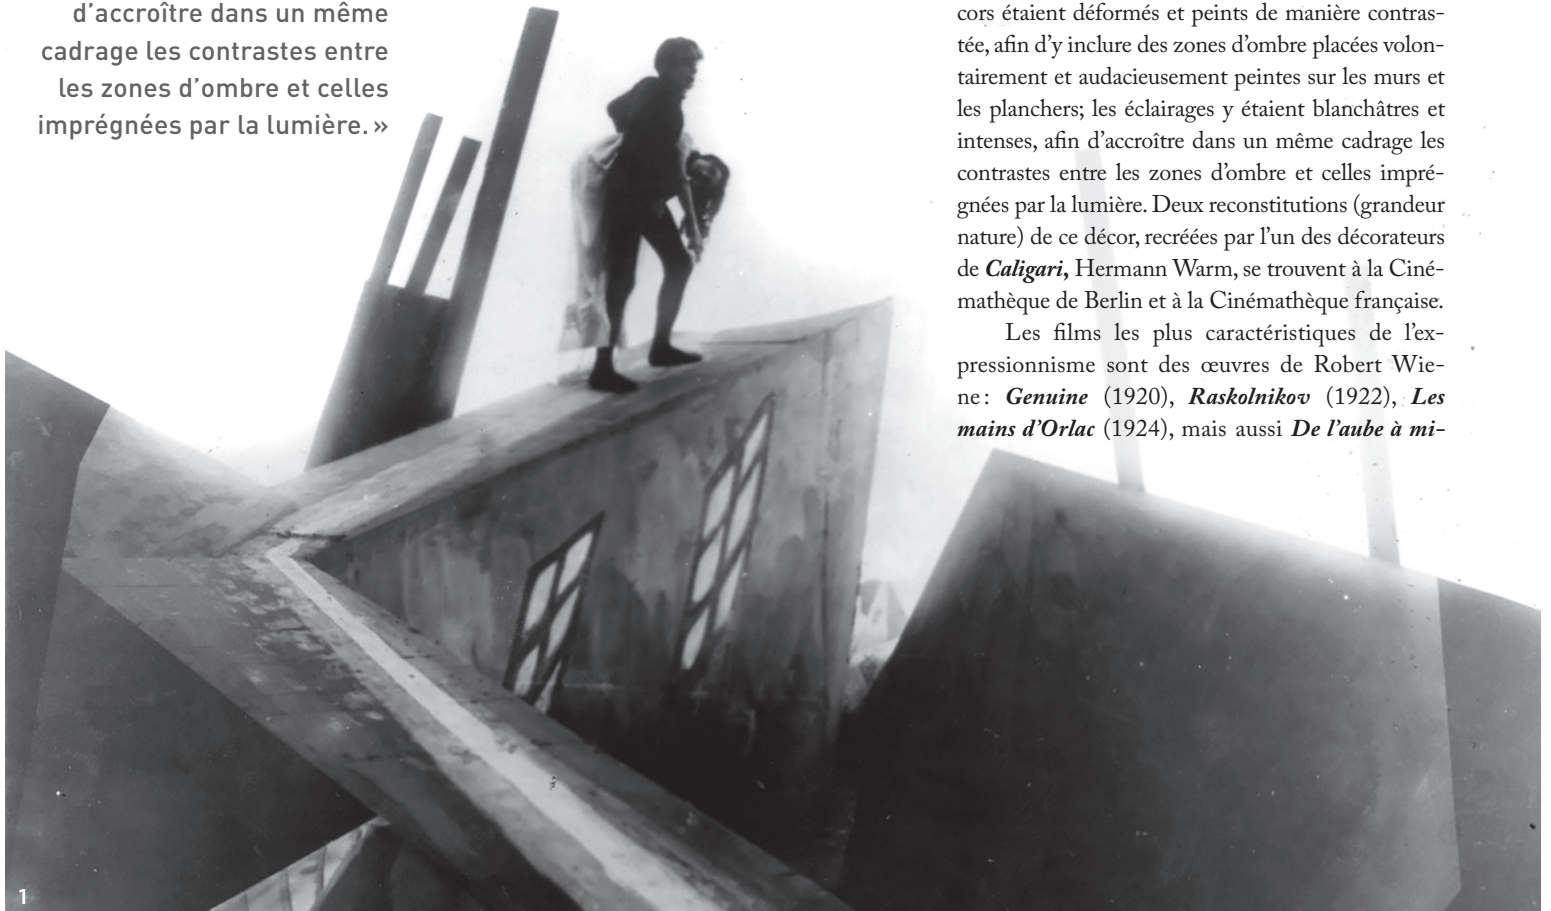 d'accroître dans un même
cadrage les contrastes entre
les zones d'ombre et celles
imprégnées par la lumière. »
cors étaient déformés et peints de manière contras-
tée, afin d'y inclure des zones d'ombre placées volon-
tairement et audacieusement peintes sur les murs et
les planchers; les éclairages y étaient blanchâtres et
intenses, afin d'accroître dans un même cadrage les
contrastes entre les zones d'ombre et celles impré-
gnées par la lumière. Deux reconstitutions (grandeur
nature) de ce décor, recréées par l'un des décorateurs
de Caligari, Hermann Warm, se trouvent à la Ciné-
mathèque de Berlin et à la Cinémathèque française.
Les films les plus caractéristiques de l'ex-
pressionnisme sont des œuvres de Robert Wie-
ne : Genuine (1920), Raskolnikov (1922), Les
mains d'Orlac (1924), mais aussi De l'aube à mi-
1